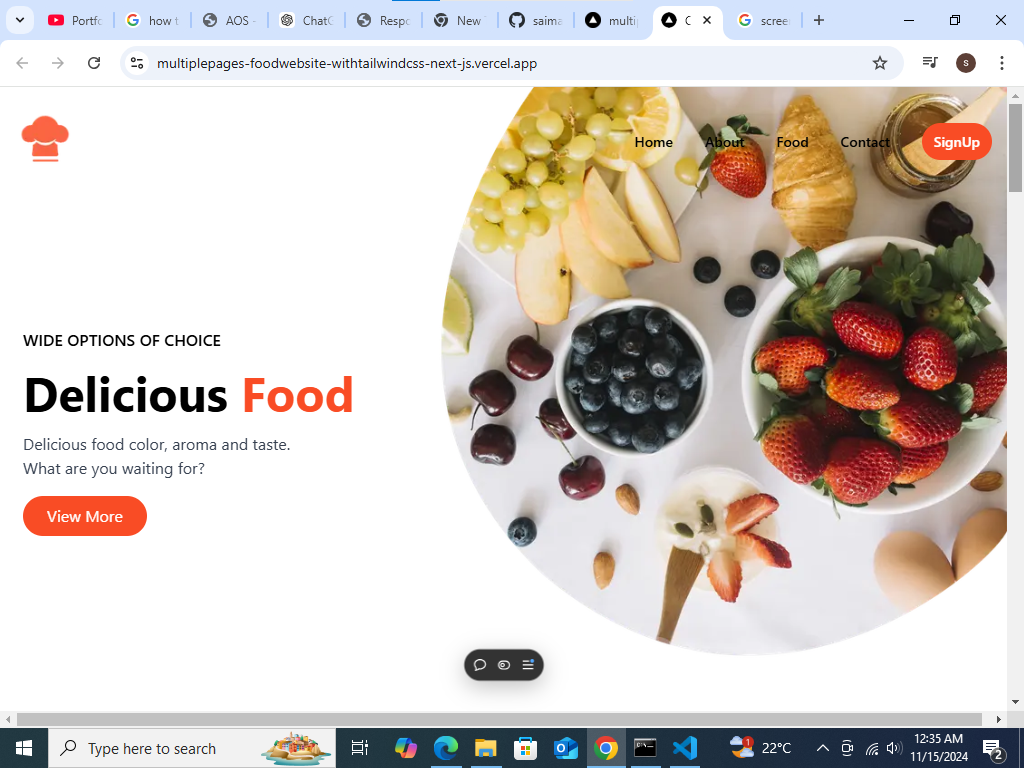 Portfo
how t
AOS -
ChatG
Respo
New
saima
multip
C
scree
multiplepages-foodwebsite-withtailwindcss-next-js.vercel.app
S
Home
About
Food
Contact
SignUp
WIDE OPTIONS OF CHOICE
Delicious Food
Delicious food color, aroma and taste.
What are you waiting for?
View More
Type here to search
1
22°C
12:35 AM
11/15/2024
2